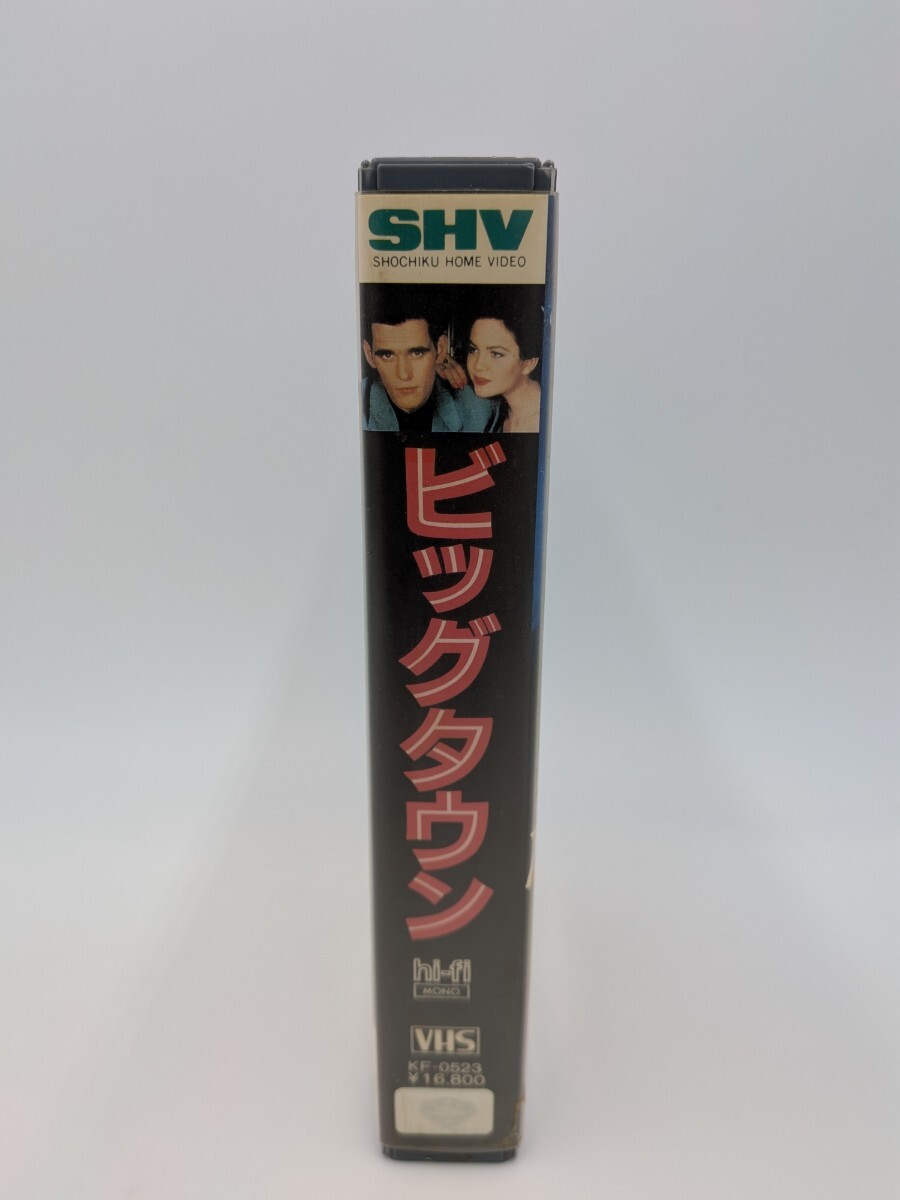 SHV
SHOCHIKU HOME VIDEO
ビッグタウン
hi-fi
MONO
VHS
KF-0523
¥16.800